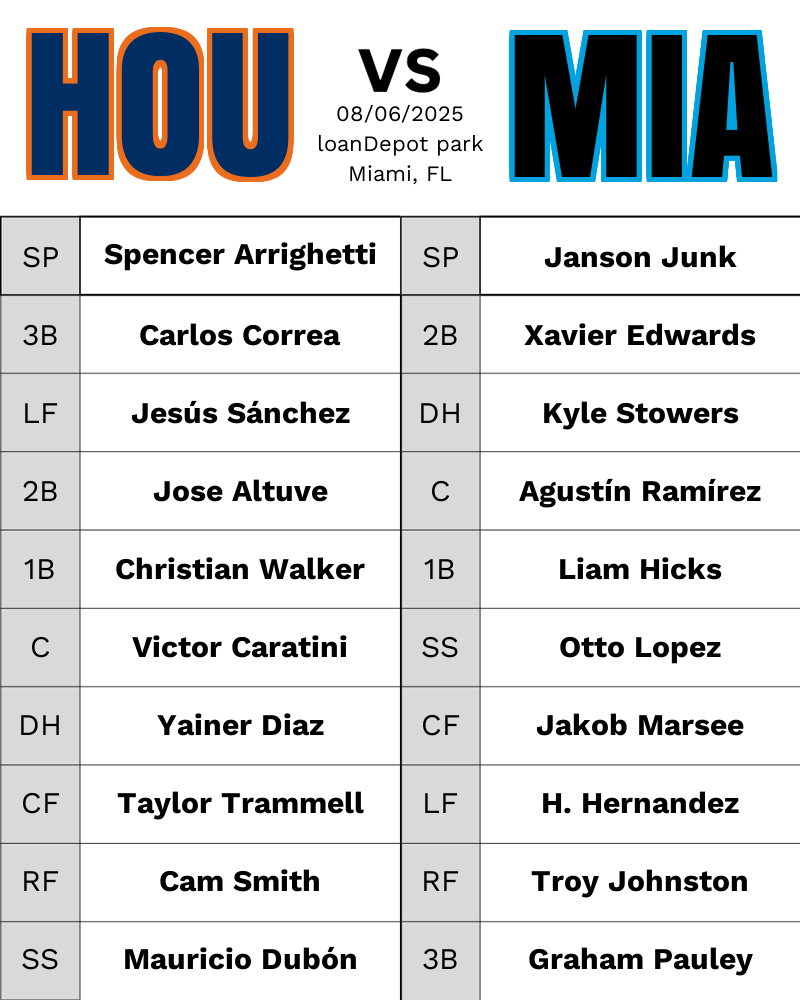 HOU VS MIA
08/06/2025
loanDepot park
Miami, FL
SP Spencer Arrighetti SP Janson Junk
3B Carlos Correa 2B Xavier Edwards
LF Jesús Sánchez DH Kyle Stowers
2B Jose Altuve C Agustín Ramírez
1B Christian Walker 1B Liam Hicks
C Victor Caratini SS Otto Lopez
DH Yainer Diaz CF Jakob Marsee
CF Taylor Trammell LF H. Hernandez
RF Cam Smith RF Troy Johnston
SS Mauricio Dubón 3B Graham Pauley